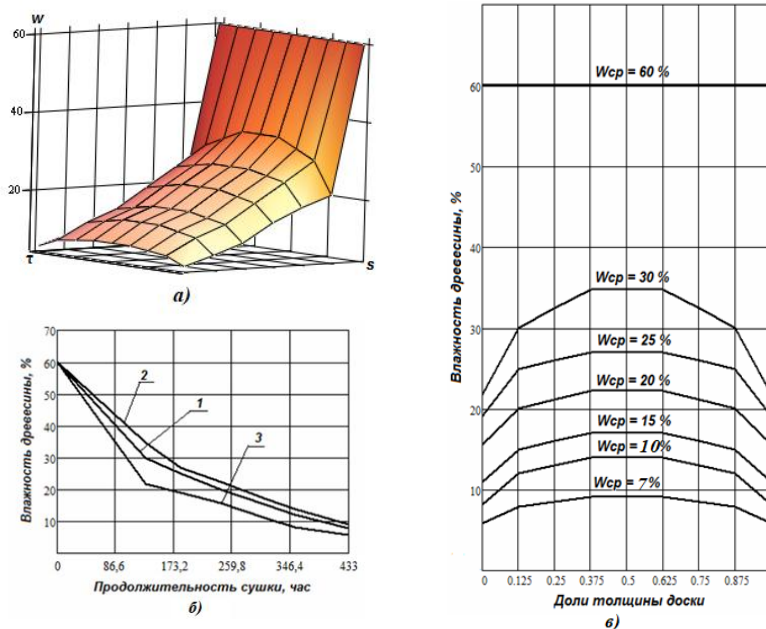 W
60
40
20
τ
S
а)
70
60
50
40
30
20
10
0
86,6
173,2
259,8
346,4
433
2
1
3
Влажность древесины, %
Продолжительность сушки, час
б)
60
50
40
30
20
10
Влажность древесины, %
Wср = 60 %
Wср = 30 %
Wср = 25 %
Wср = 20 %
Wср = 15 %
Wср = 10%
Wср = 7%
0
0.125
0.25
0.375
0.5
0.625
0.75
0.875
Доли толщины доски
в)